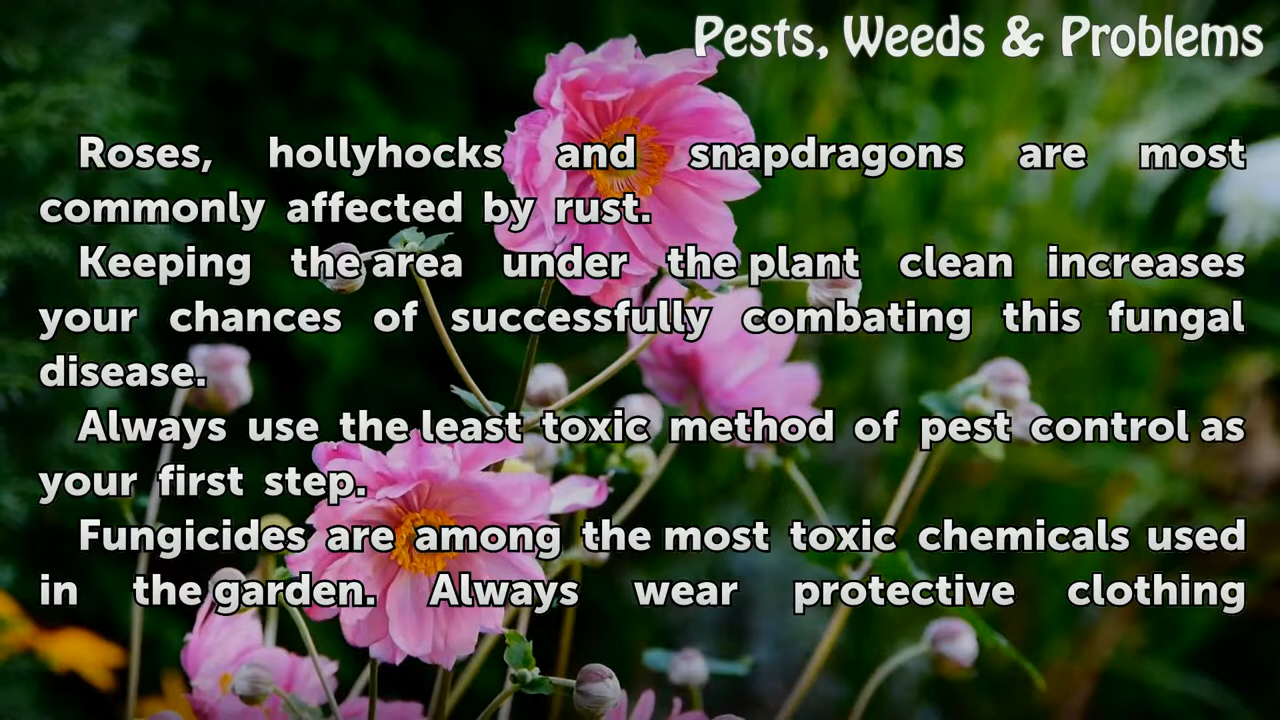 Pests, Weeds & Problems
Roses, hollyhocks and snapdragons are most
commonly affected by rust.
Keeping the area under the plant clean increases
your chances of successfully combating this fungal
disease.
Always use the least toxic method of pest control as
your first step.
Fungicides are among the most toxic chemicals used
in the garden. Always wear protective clothing